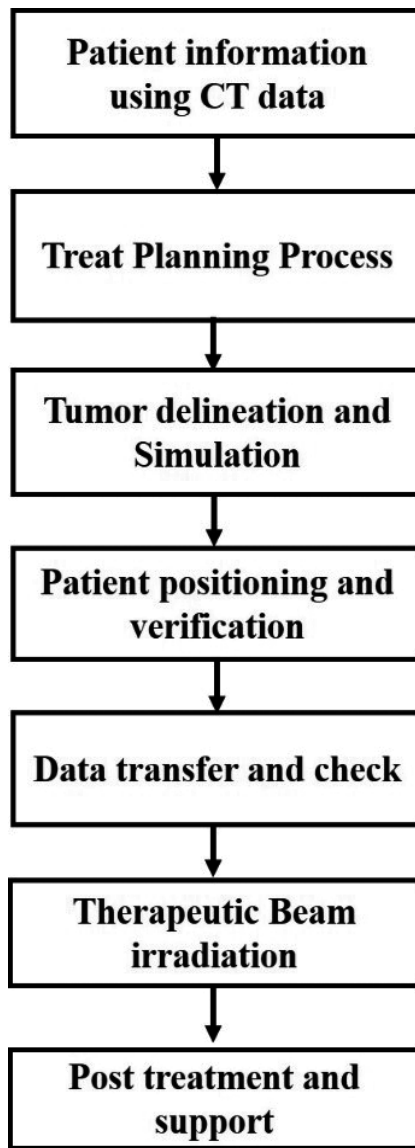 Patient information
using CT data
Treat Planning Process
Tumor delineation and
Simulation
Patient positioning and
verification
Data transfer and check
Therapeutic Beam
irradiation
Post treatment and
support